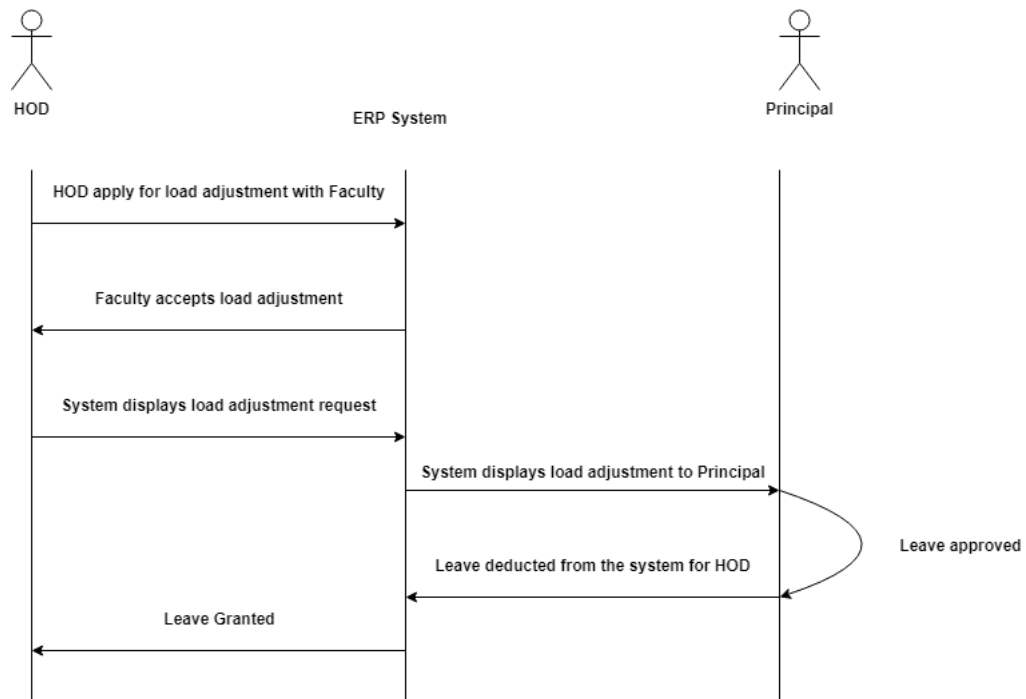 HOD
ERP System
Principal
HOD apply for load adjustment with Faculty
Faculty accepts load adjustment
System displays load adjustment request
System displays load adjustment to Principal
Leave approved
Leave deducted from the system for HOD
Leave Granted